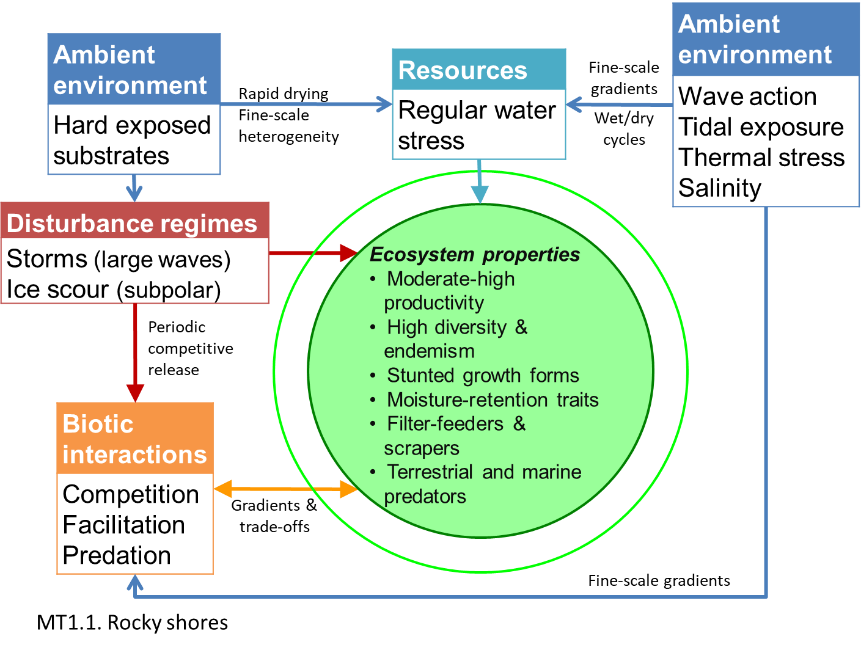 Ambient
environment
Hard exposed
substrates
Rapid drying
Fine-scale
heterogeneity
Resources
Regular water
stress
Fine-scale
gradients
Wet/dry
cycles
Ambient
environment
Wave action
Tidal exposure
Thermal stress
Salinity
Disturbance regimes
Storms (large waves)
Ice scour (subpolar)
Periodic
competitive
release
Ecosystem properties
• Moderate-high
productivity
• High diversity &
endemism
• Stunted growth forms
• Moisture-retention traits
• Filter-feeders &
scrapers
• Terrestrial and marine
predators
Biotic
interactions
Competition
Facilitation
Predation
Gradients &
trade-offs
Fine-scale gradients
MT1.1. Rocky shores